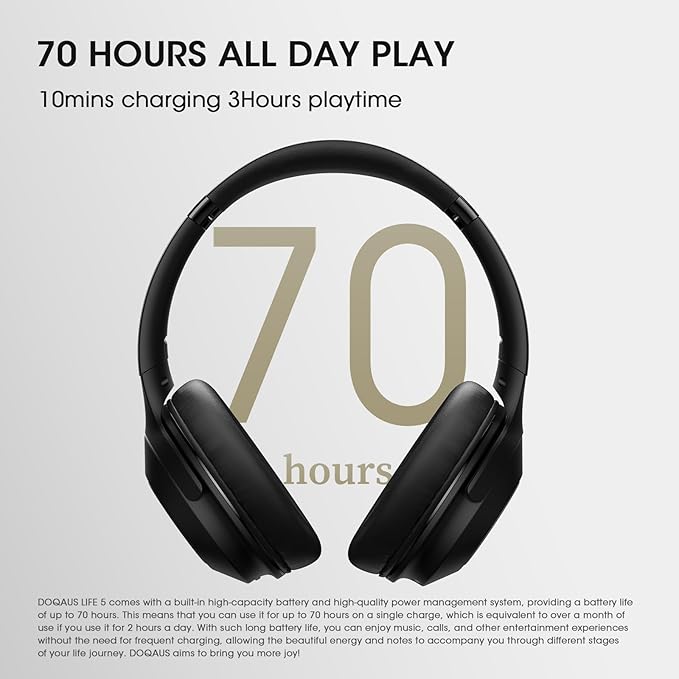 70 HOURS ALL DAY PLAY
10mins charging 3Hours playtime
70
hours
DOQAUS LIFE 5 comes with a built-in high-capacity battery and high-quality power management system, providing a battery life
of up to 70 hours. This means that you can use it for up to 70 hours on a single charge, which is equivalent to over a month of
use if you use it for 2 hours a day. With such long battery life, you can enjoy music, calls, and other entertainment experiences
without the need for frequent charging, allowing the beautiful energy and notes to accompany you through different stages
of your life journey. DOQAUS aims to bring you more joy!